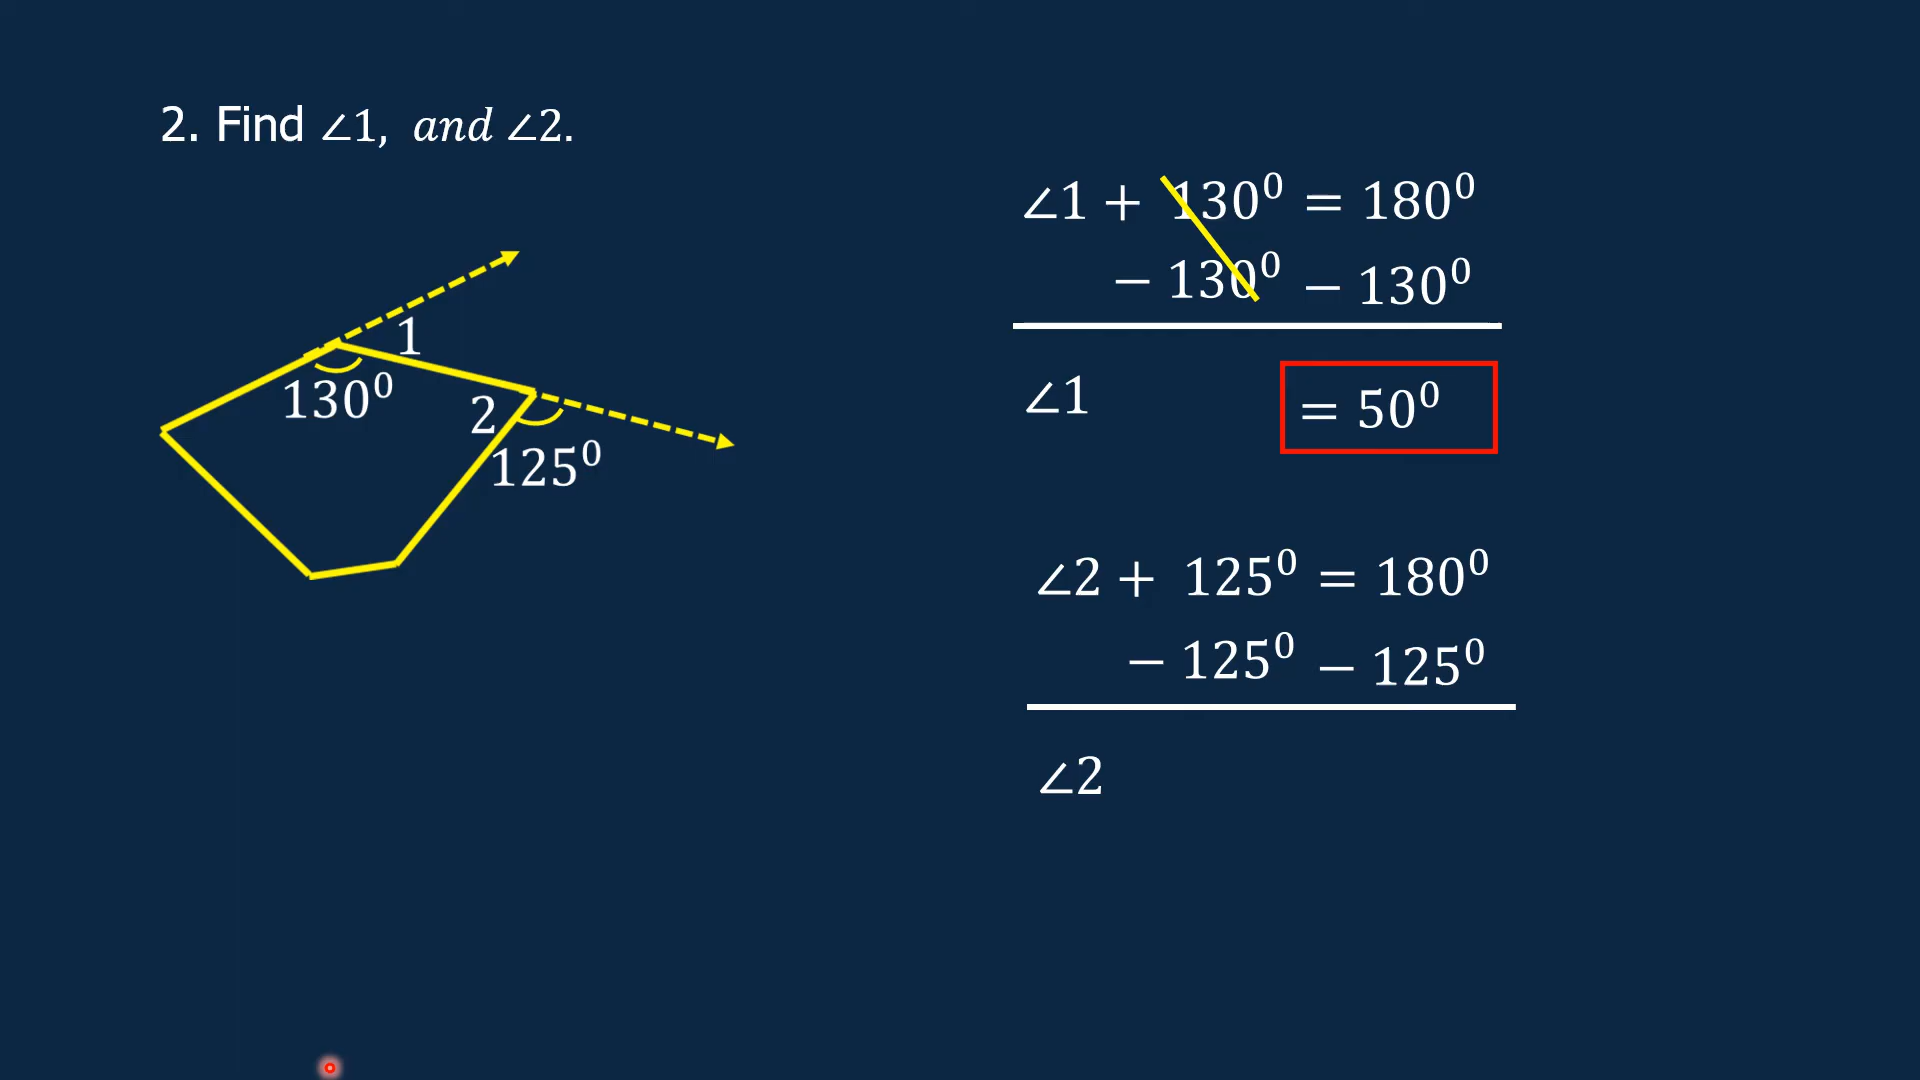 2. Find ∠1, and ∠2.
1
130⁰
2
125⁰
∠1 + 130⁰ = 180⁰
− 130⁰ − 130⁰
∠1 = 50⁰
∠2 + 125⁰ = 180⁰
− 125⁰ − 125⁰
∠2